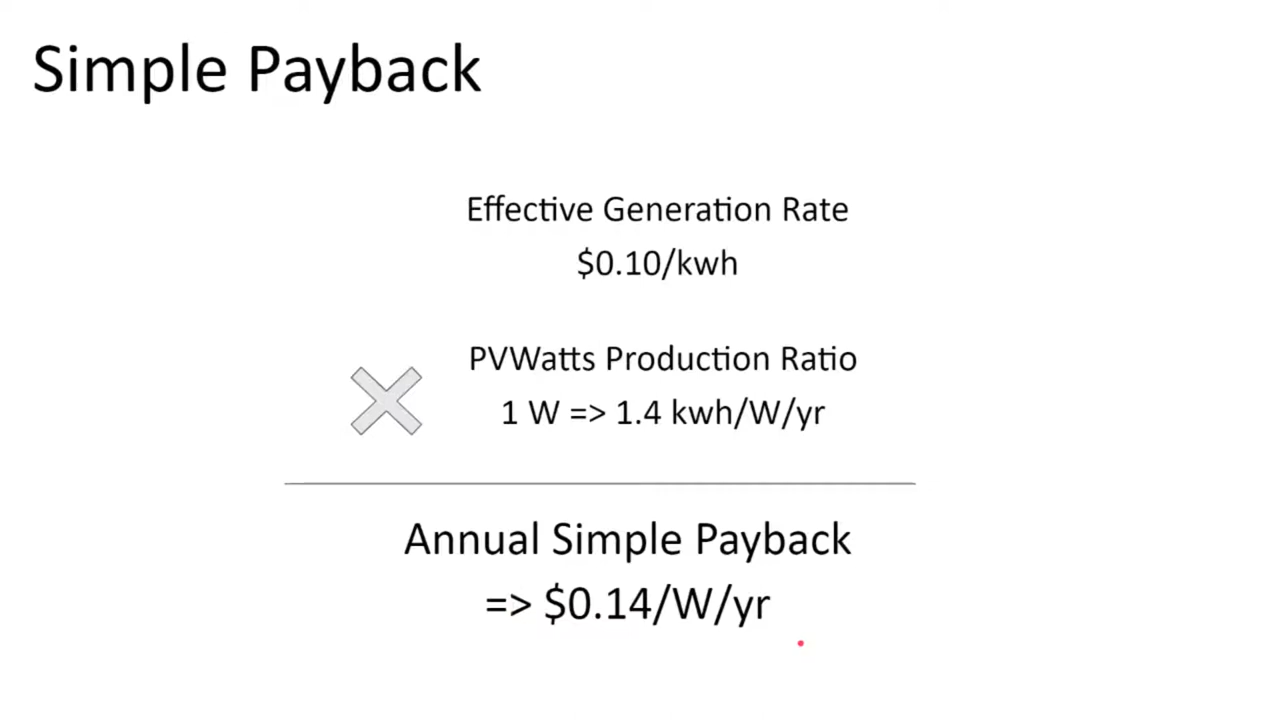 Simple Payback
Effective Generation Rate
$0.10/kwh
PVWatts Production Ratio
1 W => 1.4 kwh/W/yr
Annual Simple Payback
=> $0.14/W/yr